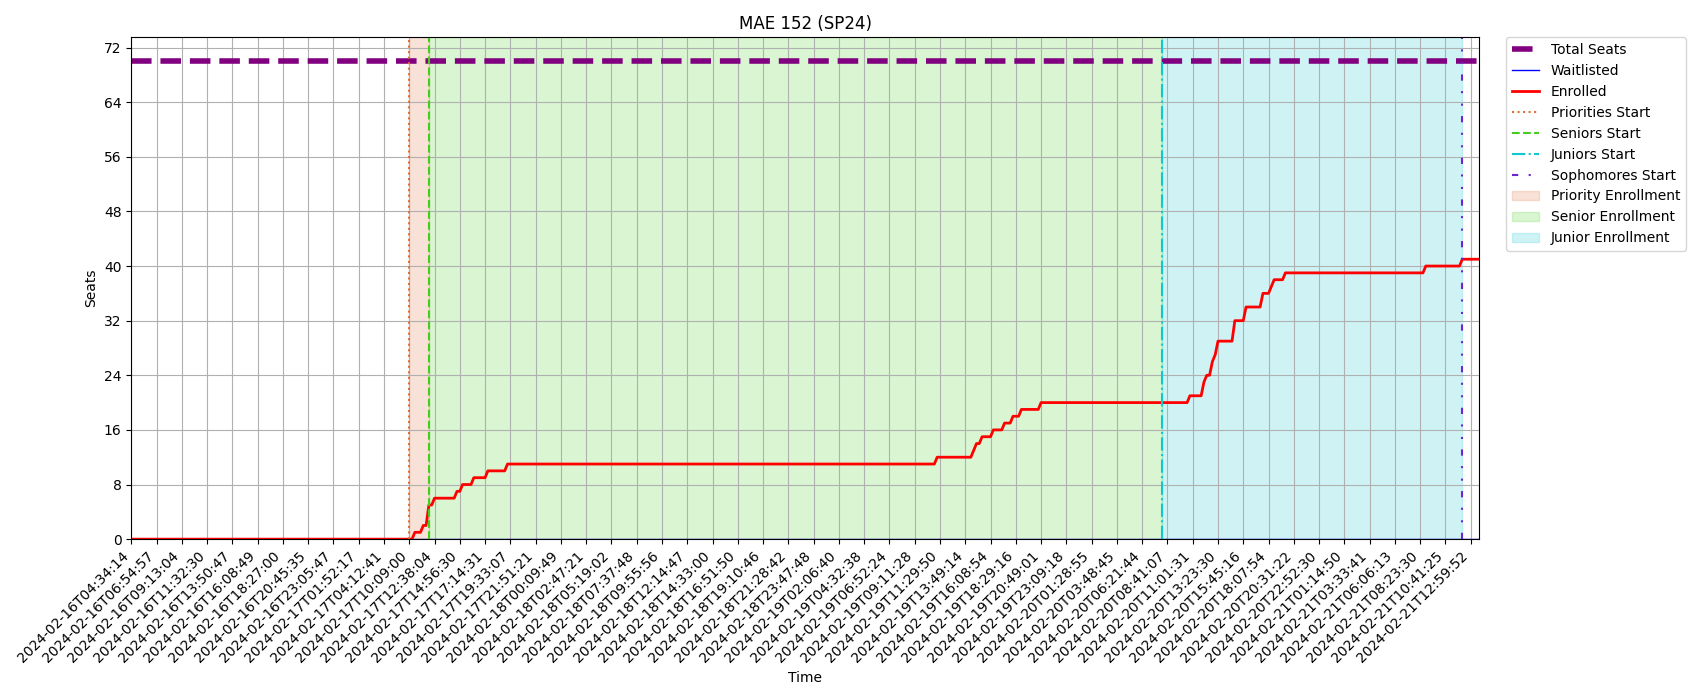 MAE 152 (SP24)
72
64
56
48
40
32
24
16
8
0
Seats
2024-02-16T04:34:14
2024-02-16T06:54:57
2024-02-16T09:13:04
2024-02-16T11:32:30
2024-02-16T13:50:47
2024-02-16T16:08:49
2024-02-16T18:27:00
2024-02-16T20:45:35
2024-02-16T23:05:47
2024-02-17T01:52:17
2024-02-17T04:12:41
2024-02-17T10:09:00
2024-02-17T12:38:04
2024-02-17T14:56:30
2024-02-17T17:14:31
2024-02-17T19:33:07
2024-02-17T21:51:21
2024-02-18T00:09:49
2024-02-18T02:47:21
2024-02-18T05:19:02
2024-02-18T07:37:48
2024-02-18T09:55:56
2024-02-18T12:14:47
2024-02-18T14:33:00
2024-02-18T16:51:50
2024-02-18T19:10:46
2024-02-18T21:28:42
2024-02-18T23:47:48
2024-02-19T02:06:40
2024-02-19T04:32:38
2024-02-19T06:52:24
2024-02-19T09:11:28
2024-02-19T11:29:50
2024-02-19T13:49:14
2024-02-19T16:08:54
2024-02-19T18:29:16
2024-02-19T20:49:01
2024-02-19T23:09:18
2024-02-20T01:28:55
2024-02-20T03:48:45
2024-02-20T06:21:44
2024-02-20T08:41:07
2024-02-20T11:01:31
2024-02-20T13:23:30
2024-02-20T15:45:16
2024-02-20T18:07:54
2024-02-20T20:31:22
2024-02-20T22:52:30
2024-02-21T01:14:50
2024-02-21T03:33:41
2024-02-21T06:06:13
2024-02-21T08:23:30
2024-02-21T10:41:25
2024-02-21T12:59:52
Time
Total Seats
Waitlisted
Enrolled
Priorities Start
Seniors Start
Juniors Start
Sophomores Start
Priority Enrollment
Senior Enrollment
Junior Enrollment